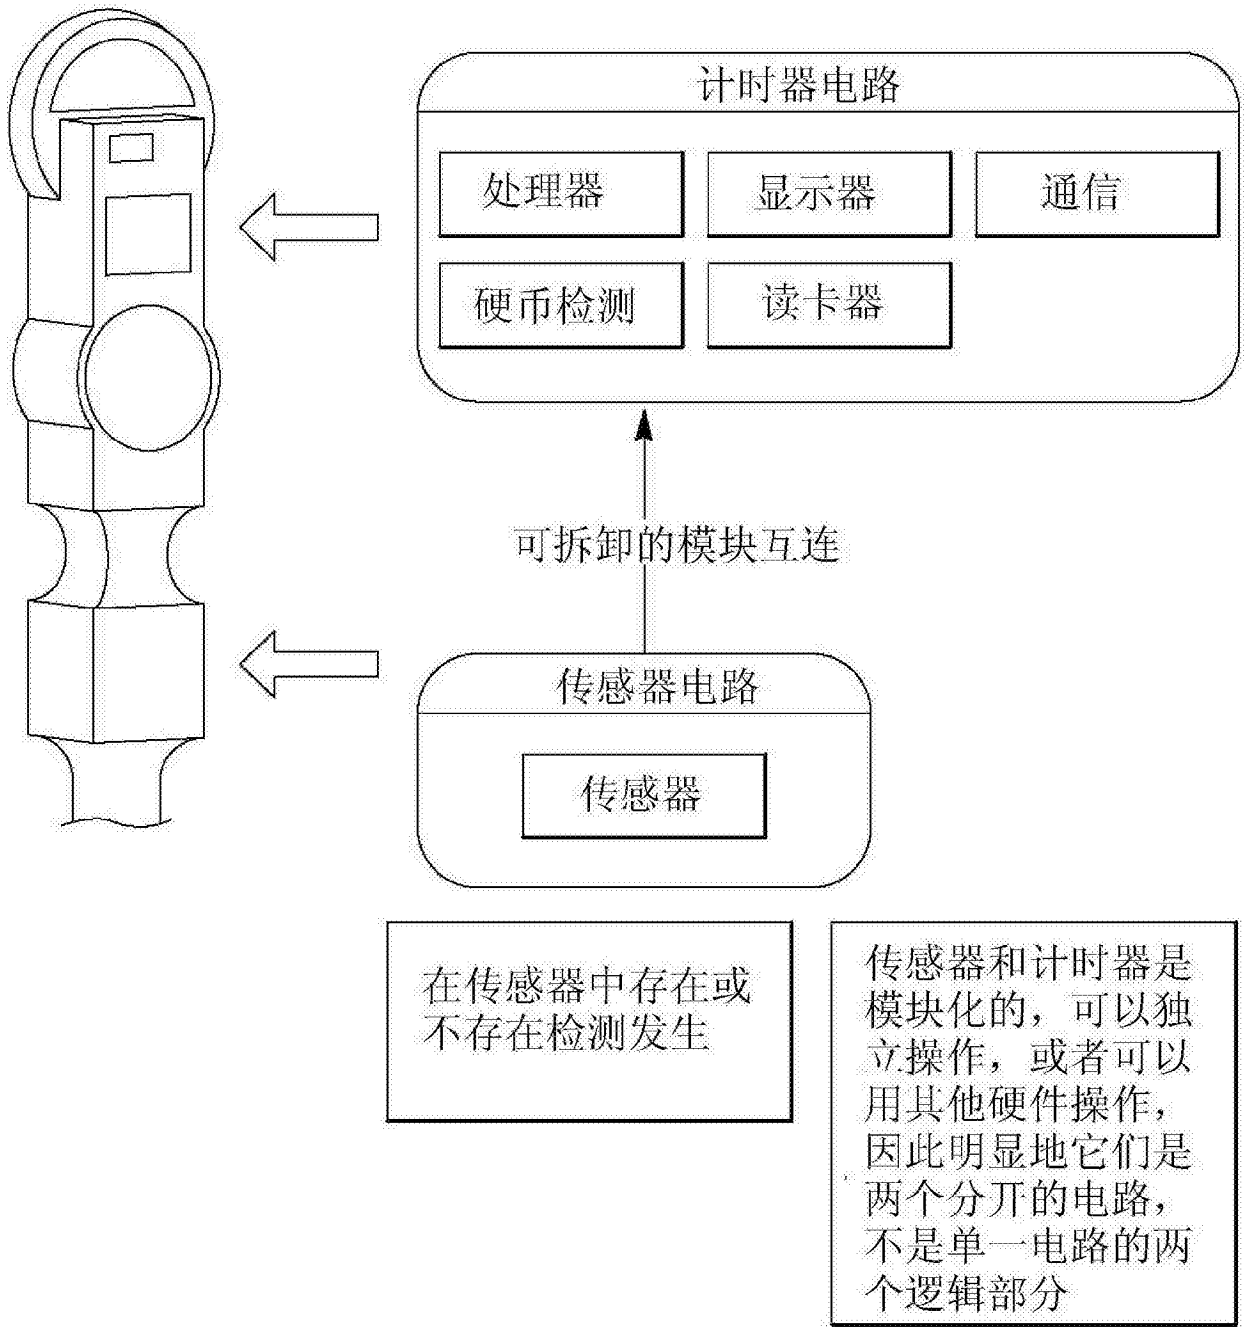 计时器电路
处理器
显示器
通信
硬币检测
读卡器
可拆卸的模块互连
传感器电路
传感器
在传感器中存在或
不存在检测发生
传感器和计时器是
模块化的，可以独
立操作，或者可以
用其他硬件操作，
因此明显地它们是
两个分开的电路，
不是单一电路的两
个逻辑部分